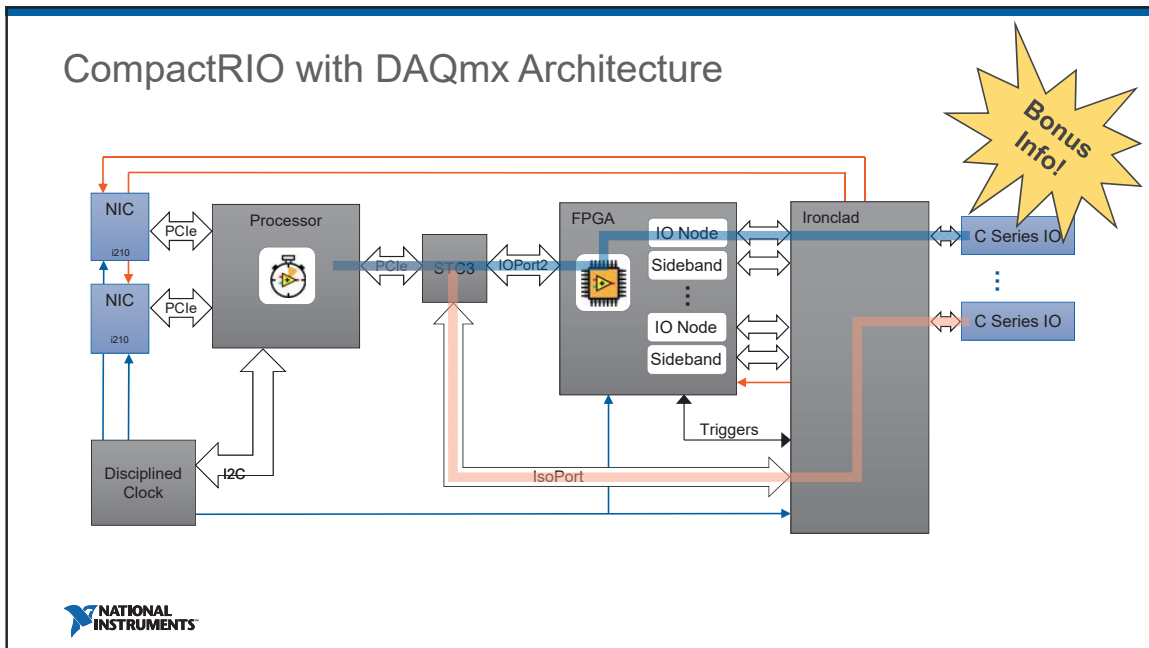 CompactRIO with DAQmx Architecture
Bonus
Info!
NIC
i210
PCIe
Processor
PCIe
STC3
IOPort2
FPGA
IO Node
Sideband
IO Node
Sideband
Ironclad
C Series IO
C Series IO
NIC
i210
PCIe
Triggers
Disciplined
Clock
I2C
IsoPort
NATIONAL
INSTRUMENTS™